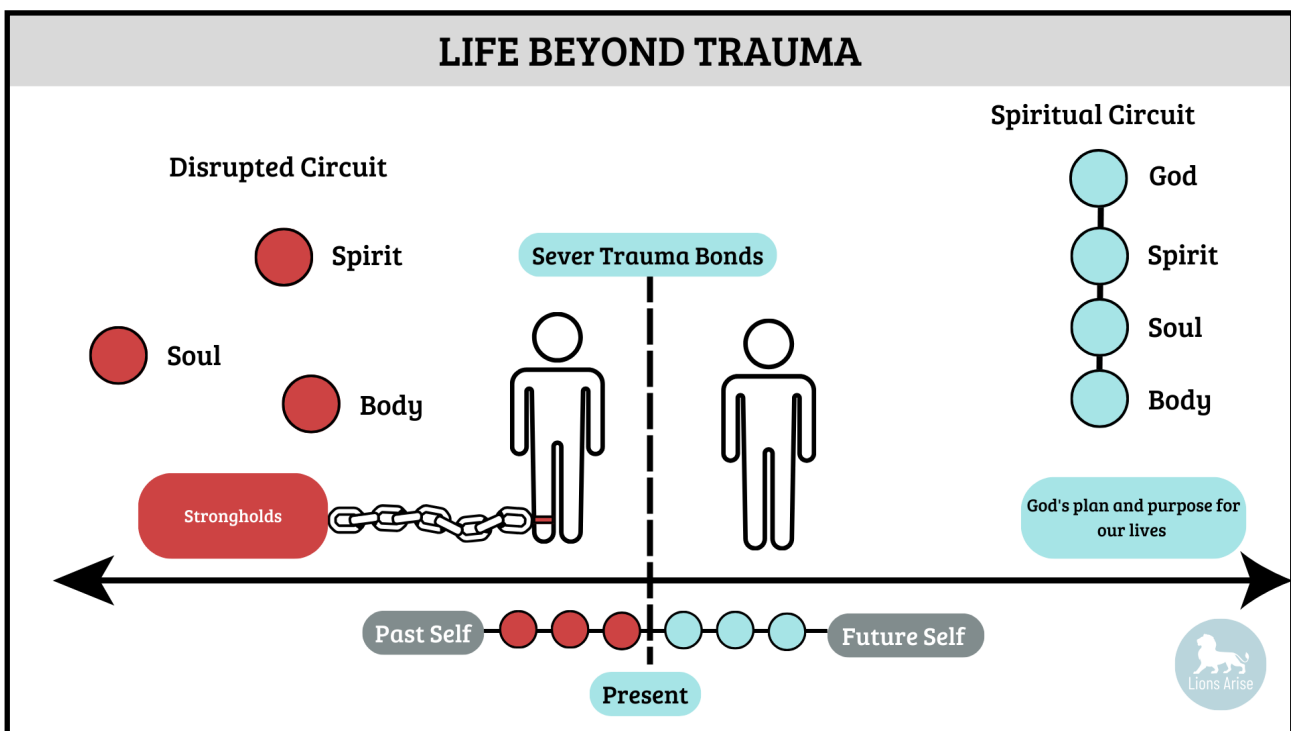 LIFE BEYOND TRAUMA
Spiritual Circuit
Disrupted Circuit
God
Spirit
Sever Trauma Bonds
Spirit
Soul
Soul
Body
Body
Strongholds
God's plan and purpose for
our lives
Past Self
Future Self
Lions Arise
Present